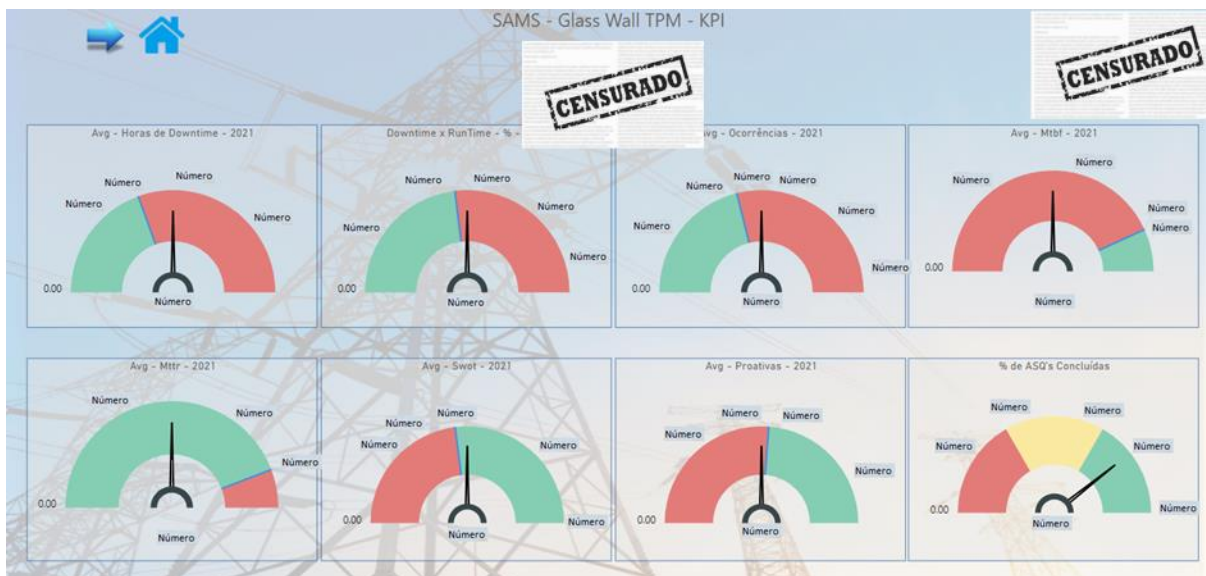 SAMS - Glass Wall TPM - KPI
CENSURADO
CENSURADO
Avg - Horas de Downtime - 2021
Número
Número
Número
Número
0.00
Número
Downtime x RunTime - % -
Número
Número
Número
Número
Número
0.00
Número
Avg - Ocorrências - 2021
Número
Número
Número
Número
Número
0.00
Número
Avg - Mtbf - 2021
Número
Número
Número
Número
0.00
Número
Avg - Mttr - 2021
Número
Número
Número
0.00
Número
Avg - Swot - 2021
Número
Número
Número
Número
Número
0.00
Número
Avg - Proativas - 2021
Número
Número
Número
Número
0.00
Número
% de ASQ's Concluídas
Número
Número
Número
Número
Número
0.00
Número